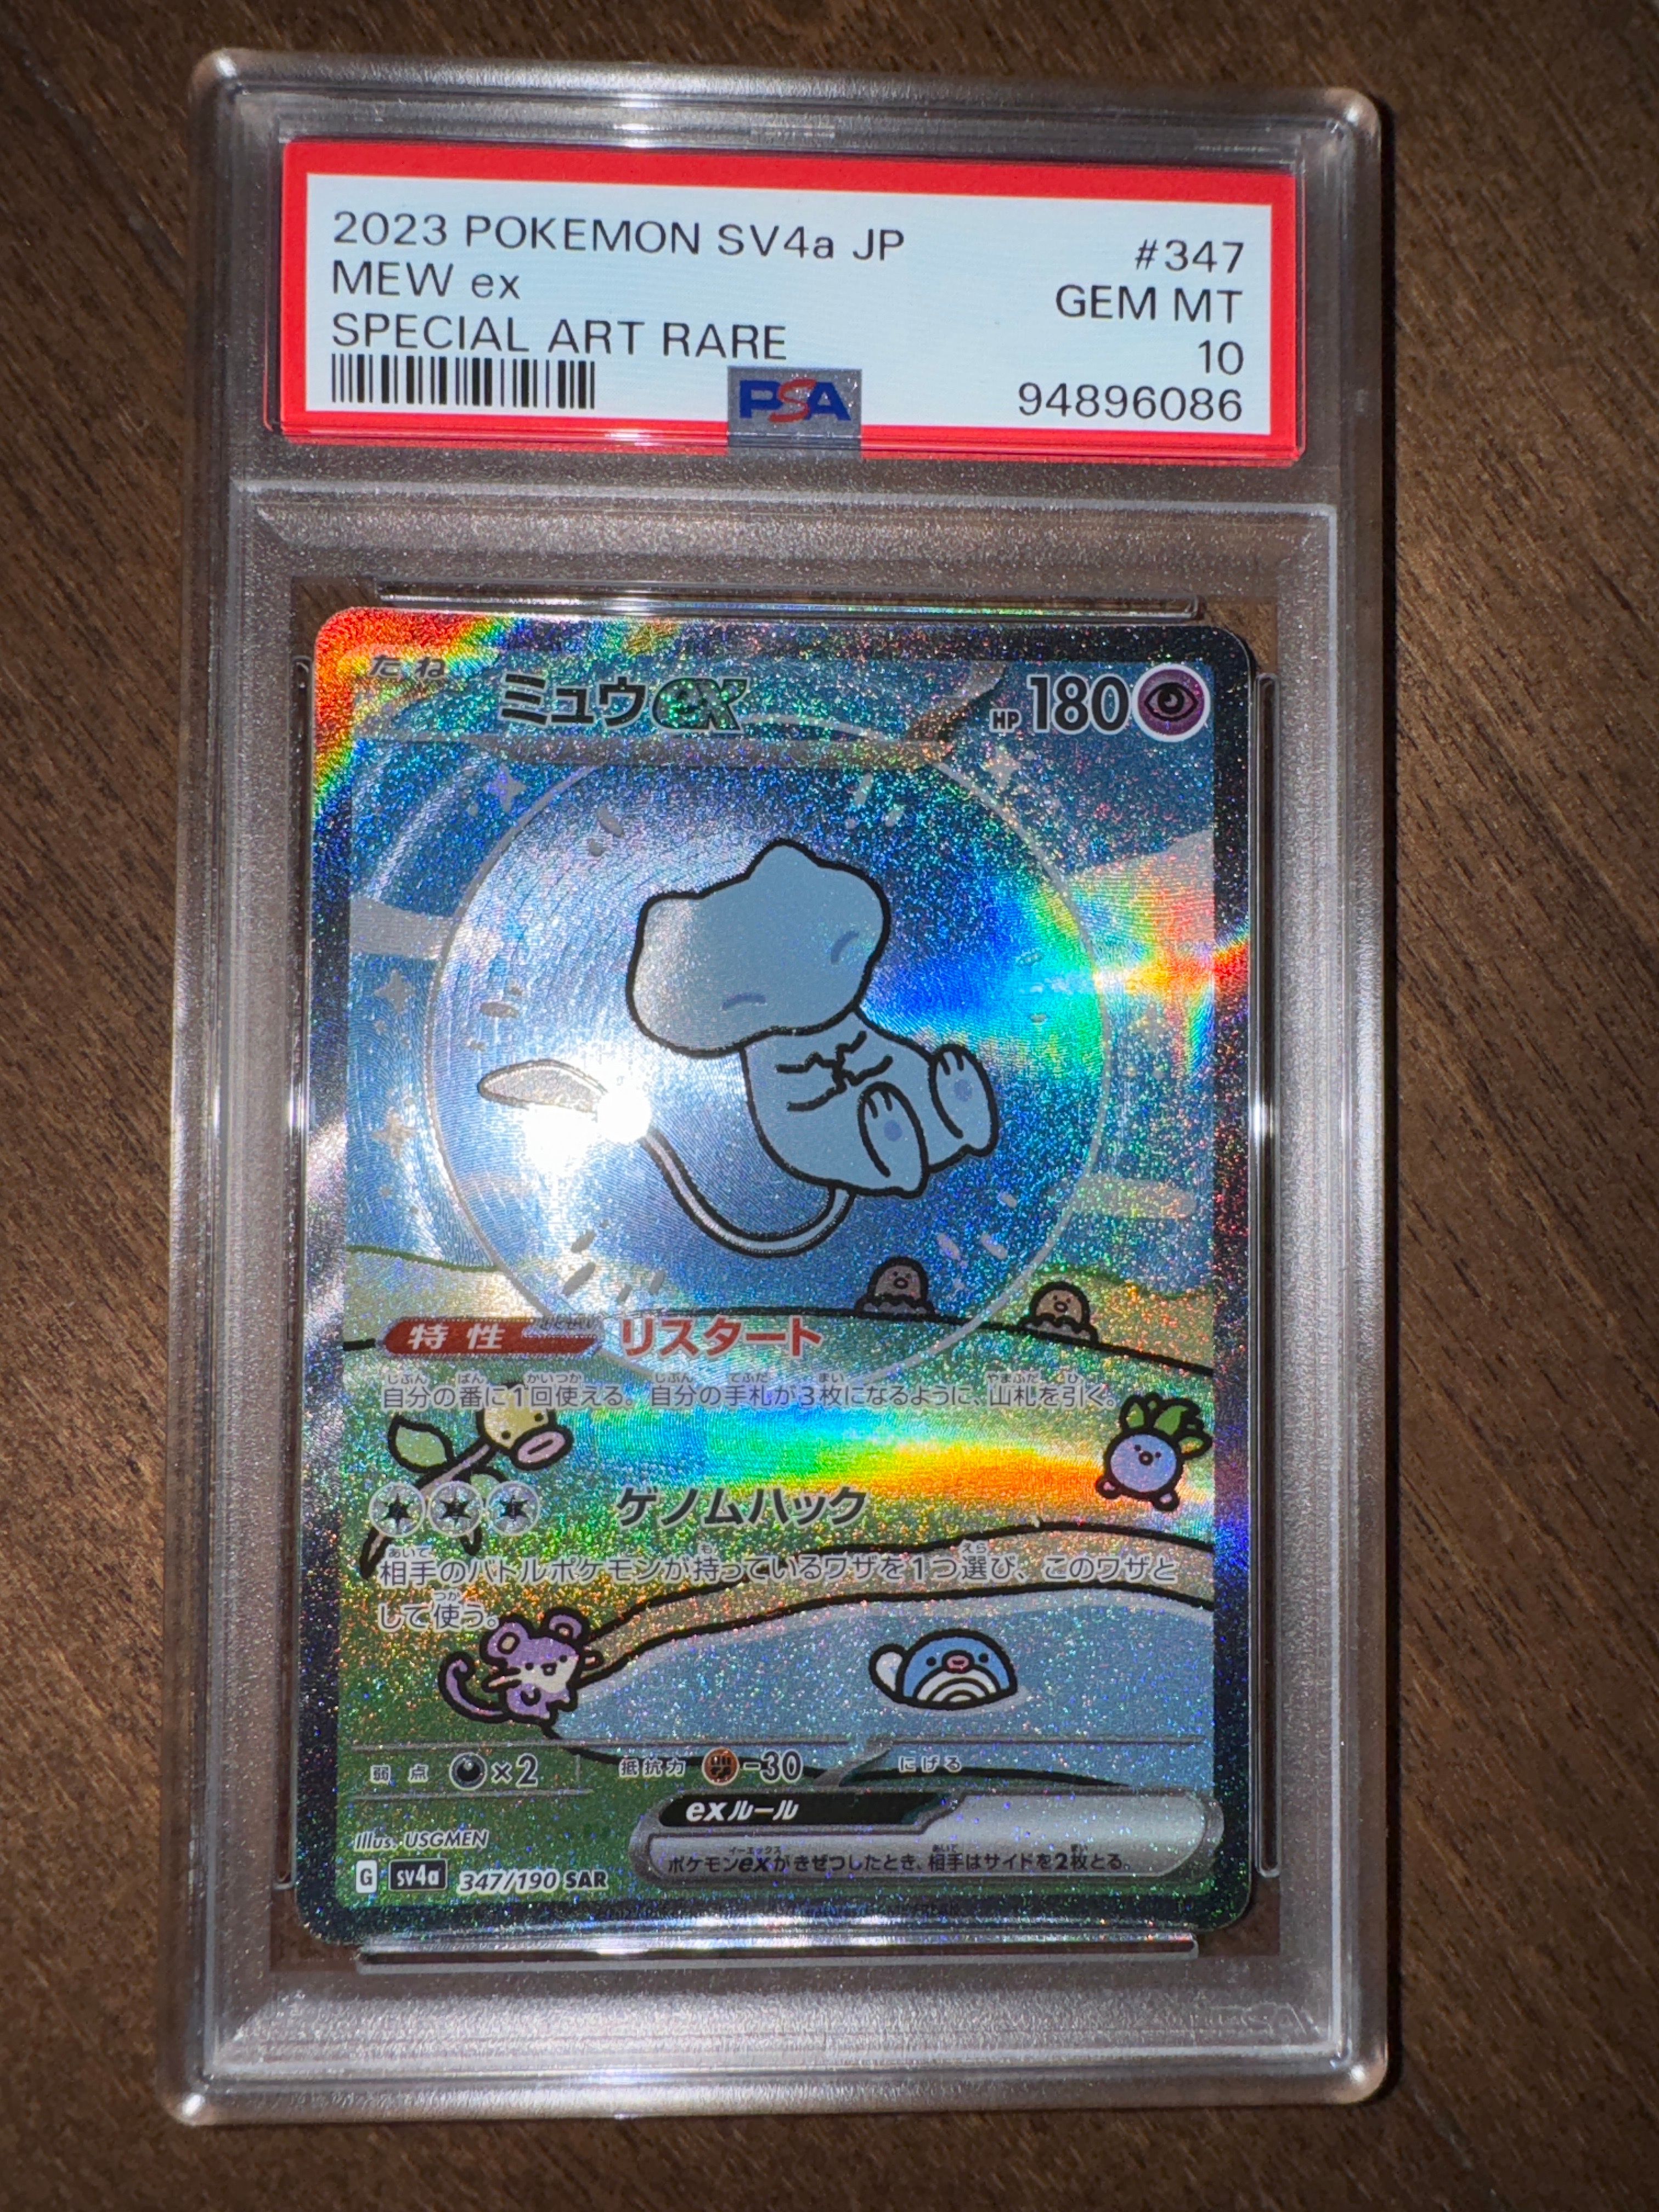 2023 POKEMON SV4a JP
#347
MEW ex
GEM MT
SPECIAL ART RARE
10
PSA
94896086
たね
ミュウex
HP 180
特性 リスタート
自分の番に1回使える。自分の手札が3枚になるように、山札を引く。
ゲノムハック
相手のバトルポケモンが持っているワザを1つ選び、このワザと
して使う。
弱点 ×2 抵抗力 -30 にげる
exルール
ポケモンexがきぜつしたとき、相手はサイドを2枚とる。
Illus. USGMEN
G sv4a 347/190 SAR